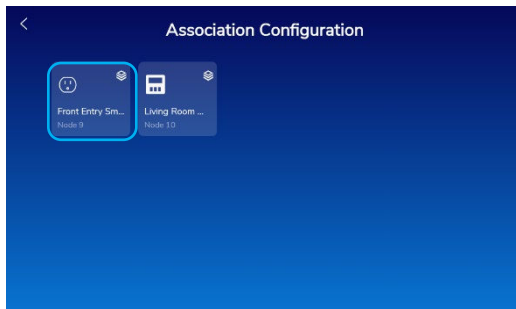 Association Configuration
Front Entry Sm...
Node 9
Living Room ...
Node 10